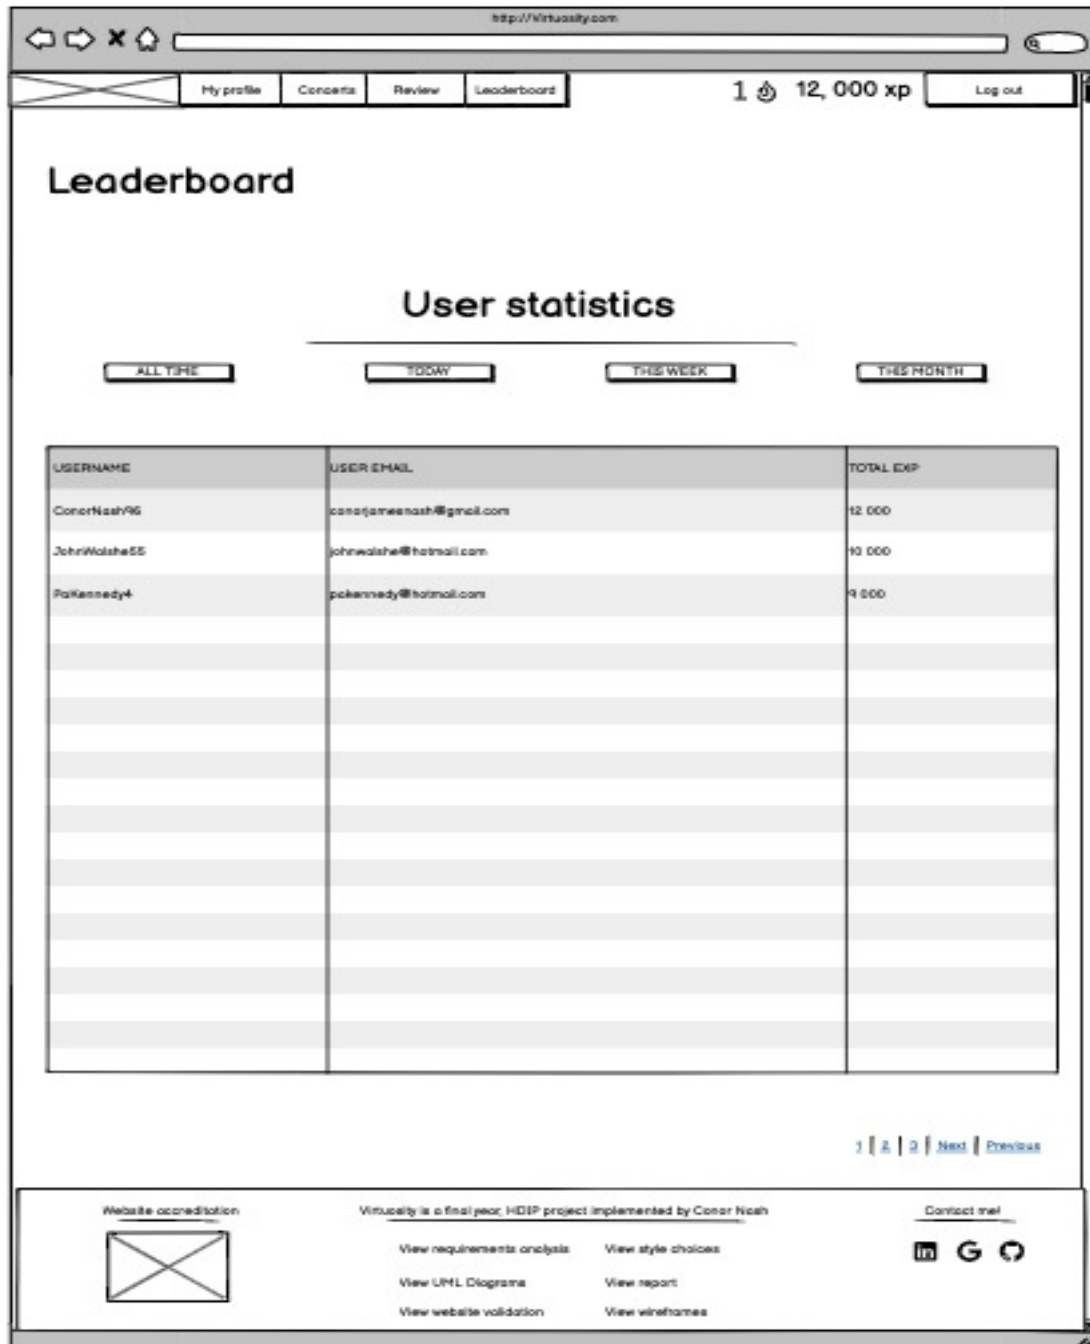 http://Virtuosity.com
My profile Concerts Review Leaderboard 1 12, 000 xp Log out
Leaderboard
User statistics
ALL TIME TODAY THIS WEEK THIS MONTH
USERNAME USER EMAIL TOTAL EXP
ConorNash96 conorjamesnash@gmail.com 12 000
JohnWalshe55 johnwalshe@hotmail.com 10 000
PaKennedy4 pakennedy@hotmail.com 9 000
1 2 3 Next Previous
Website accreditation Virtuosity is a final year, HDIP project implemented by Conor Nash Contact me!
View requirements analysis View style choices
View UML Diagrams View report
View website validation View wireframes